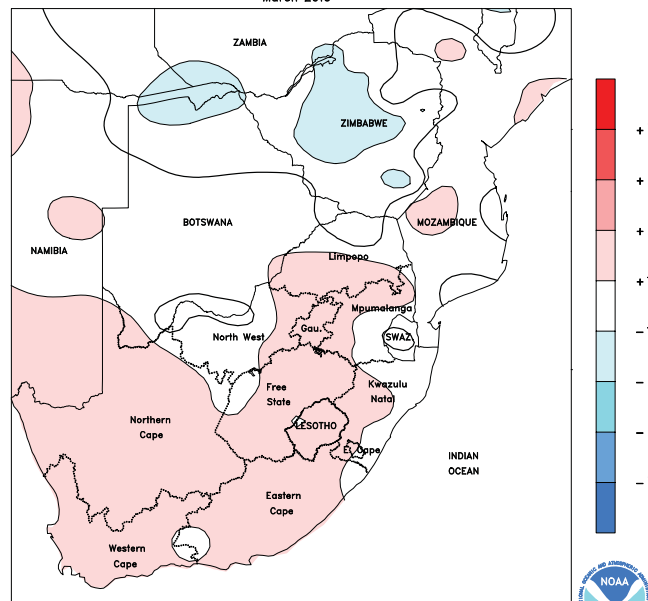 ZAMBIA
ZIMBABWE
BOTSWANA
MOZAMBIQUE
NAMIBIA
Limpopo
Mpumalanga
Gau.
North West
SWAZ.
Free
State
Kwazulu
Natal
Northern
Cape
LESOTHO
E. Cape
INDIAN
OCEAN
Eastern
Cape
Western
Cape
+
+
+
+
-
-
-
-
NOAA